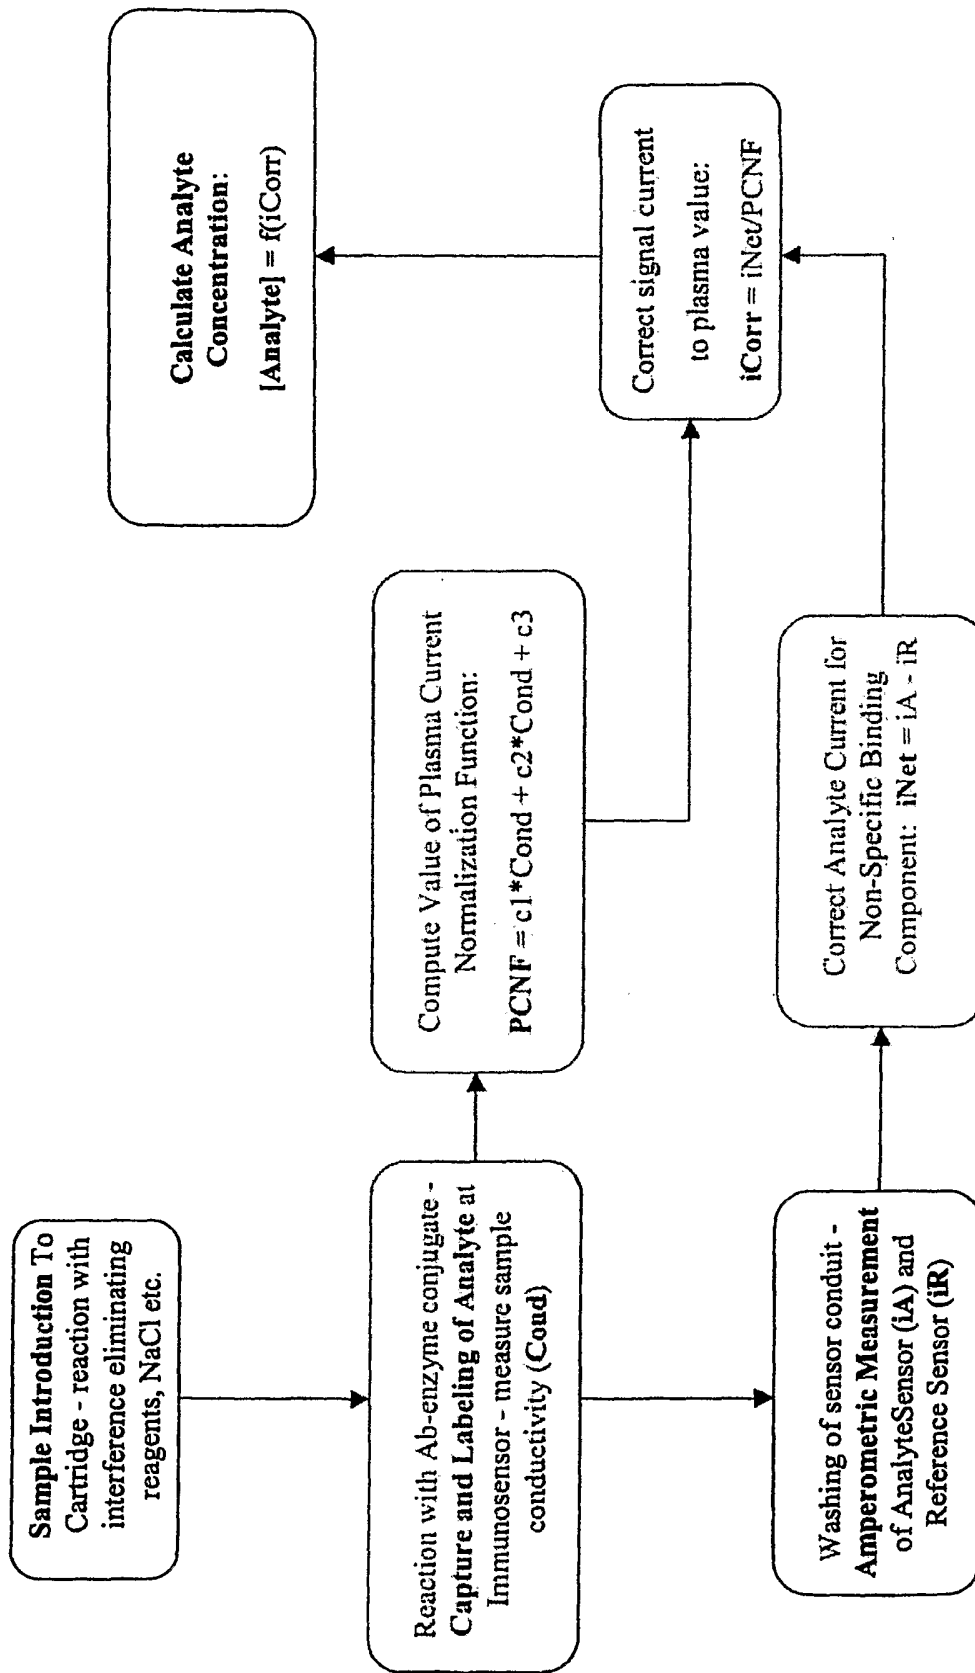 Sample Introduction To
Cartridge - reaction with
interference eliminating
reagents, NaCl etc.
Reaction with Ab-enzyme conjugate -
Capture and Labeling of Analyte at
Immunosensor - measure sample
conductivity (Cond)
Washing of sensor conduit -
Amperometric Measurement
of AnalyteSensor (iA) and
Reference Sensor (iR)
Compute Value of Plasma Current
Normalization Function:
PCNF = c1*Cond + c2*Cond + c3
Correct Analyte Current for
Non-Specific Binding
Component: iNet = iA - iR
Correct signal current
to plasma value:
iCorr = iNet/PCNF
Calculate Analyte
Concentration:
[Analyte] = f(iCorr)